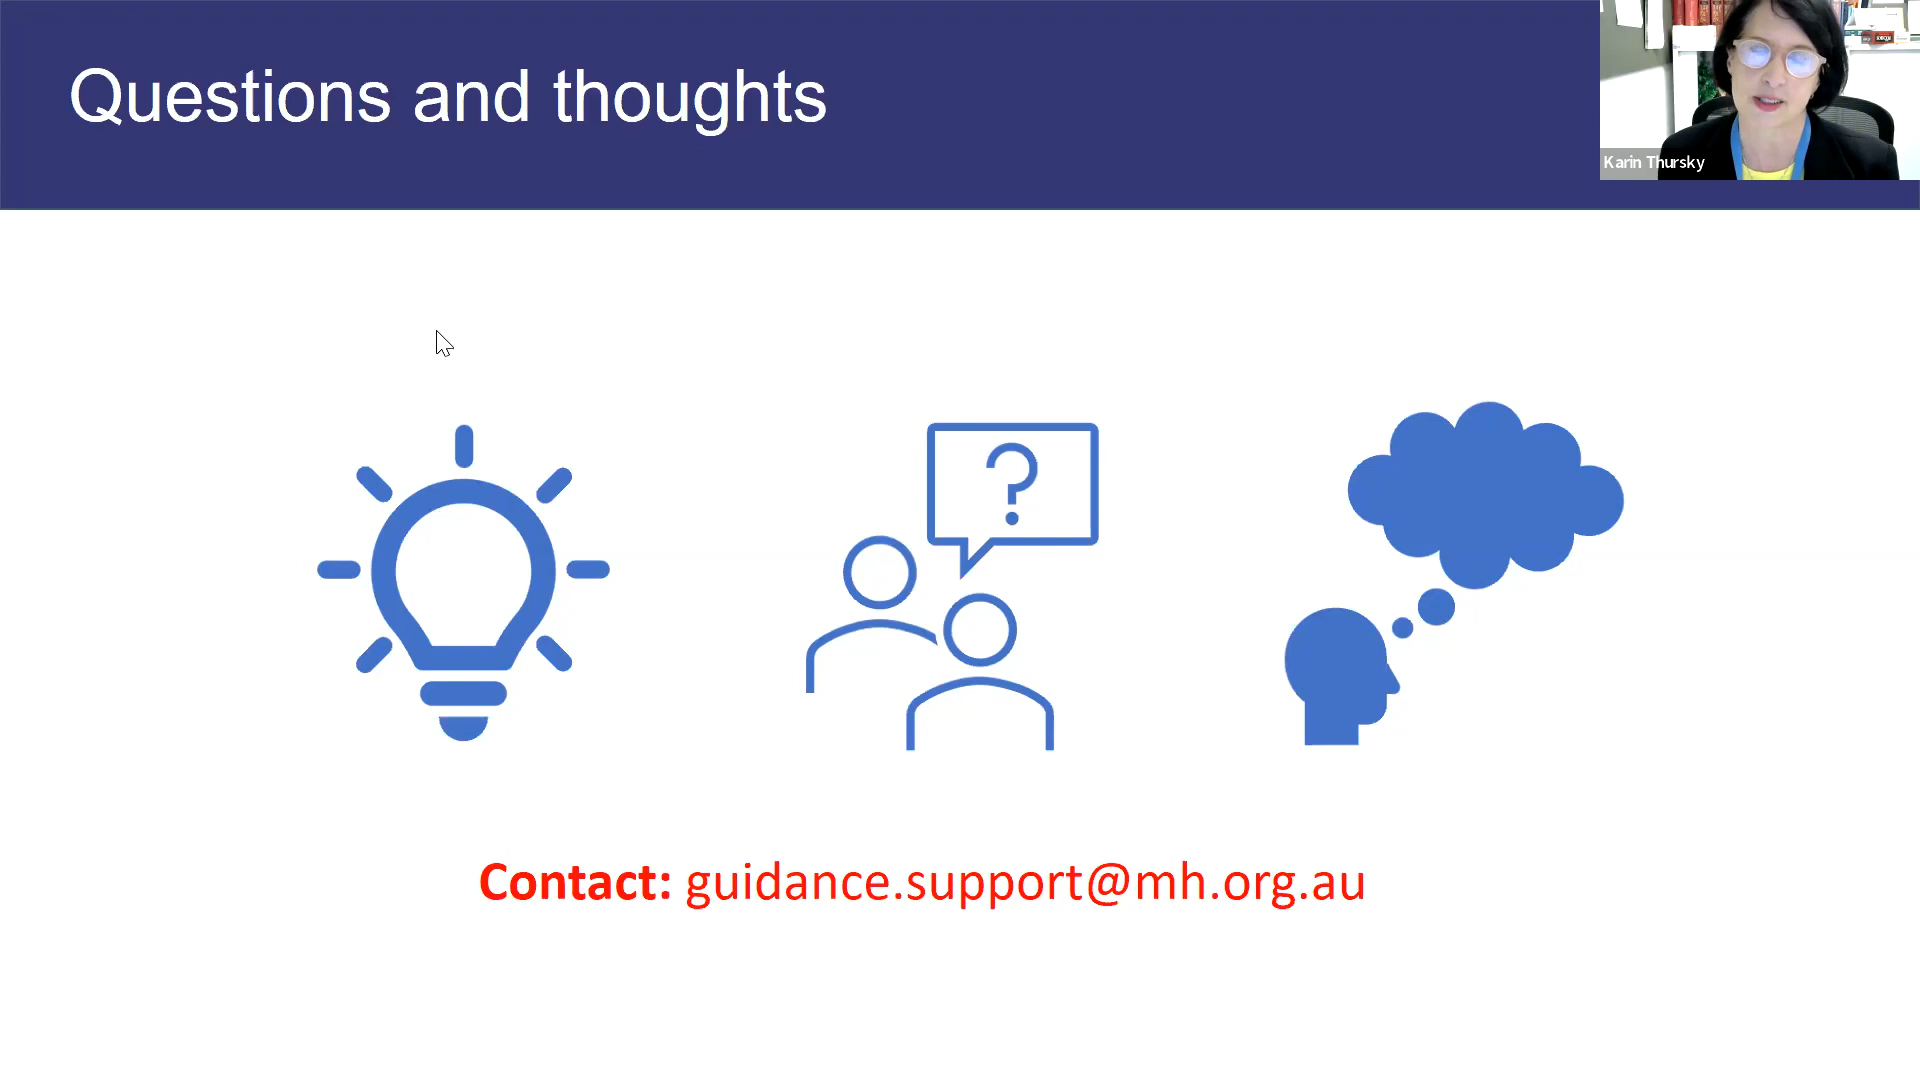 Questions and thoughts
Karin Thursky
?
Contact: guidance.support@mh.org.au